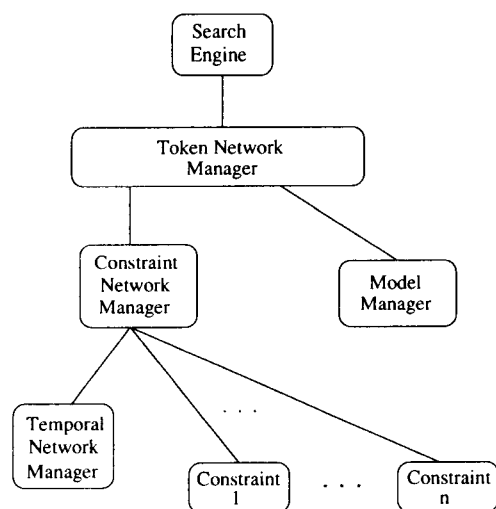 Search
Engine
Token Network
Manager
Constraint
Network
Manager
Model
Manager
. . .
Temporal
Network
Manager
Constraint
1
. . . .
Constraint
n